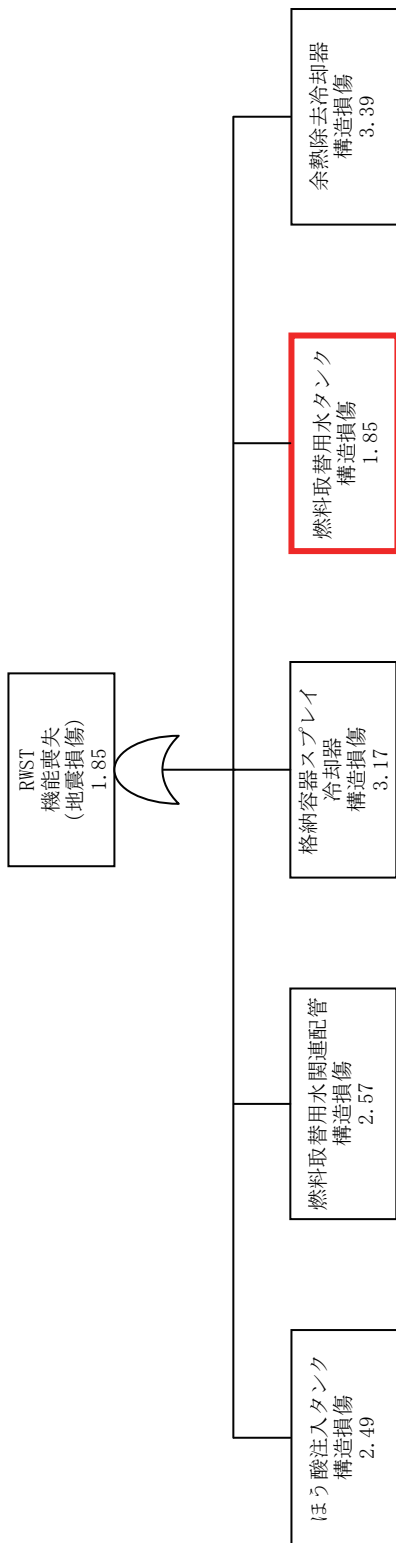 RWST
機能喪失
(地震損傷)
1.85
ほう酸注入タンク
構造損傷
2.49
燃料取替用水関連配管
構造損傷
2.57
格納容器スプレイ
冷却器
構造損傷
3.17
燃料取替用水タンク
構造損傷
1.85
余熱除去冷却器
構造損傷
3.39